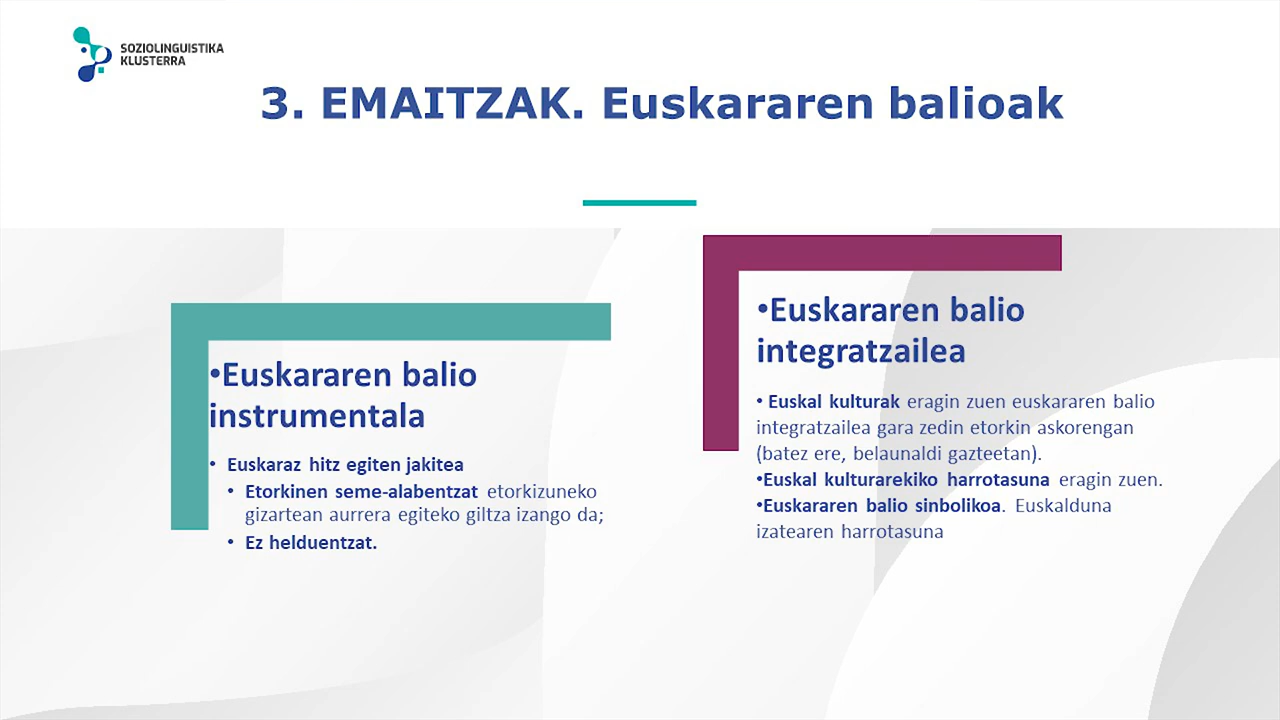 SOZIOLINGUISTIKA
KLUSTERRA
3. EMAITZAK. Euskararen balioak
•Euskararen balio
instrumentala
• Euskaraz hitz egiten jakitea
• Etorkinen seme-alabentzat etorkizuneko
gizartean aurrera egiteko giltza izango da;
• Ez helduentzat.
•Euskararen balio
integratzailea
• Euskal kulturak eragin zuen euskararen balio
integratzailea gara zedin etorkin askorengan
(batez ere, belaunaldi gazteetan).
•Euskal kulturarekiko harrotasuna eragin zuen.
•Euskararen balio sinbolikoa. Euskalduna
izatearen harrotasuna